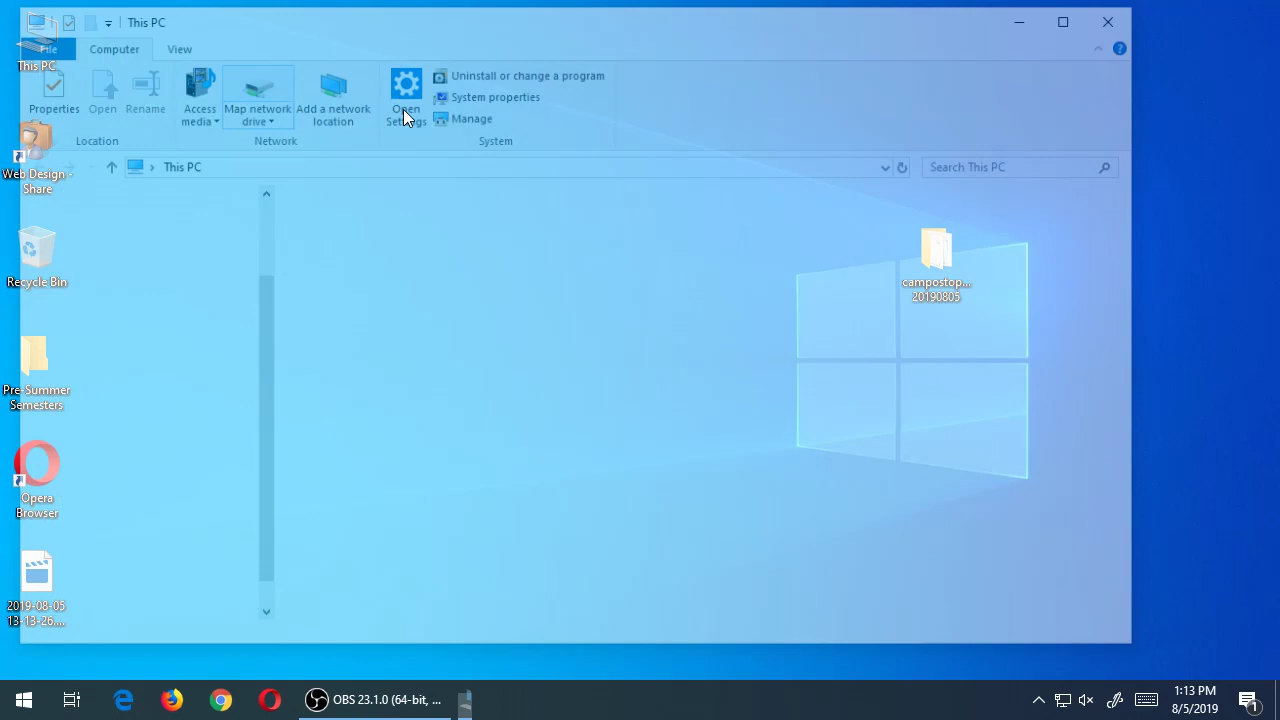 This PC
File
Computer
View
This PC
Properties
Open
Rename
Access
media
Map network
drive
Add a network
location
Open
Settings
Uninstall or change a program
System properties
Manage
Location
Network
System
This PC
Search This PC
Web Design -
Share
Recycle Bin
campostop...
20190805
Pre-Summer
Semesters
Opera
Browser
2019-08-05
13-13-26....
OBS 23.1.0 (64-bit, ...
1:13 PM
8/5/2019
1